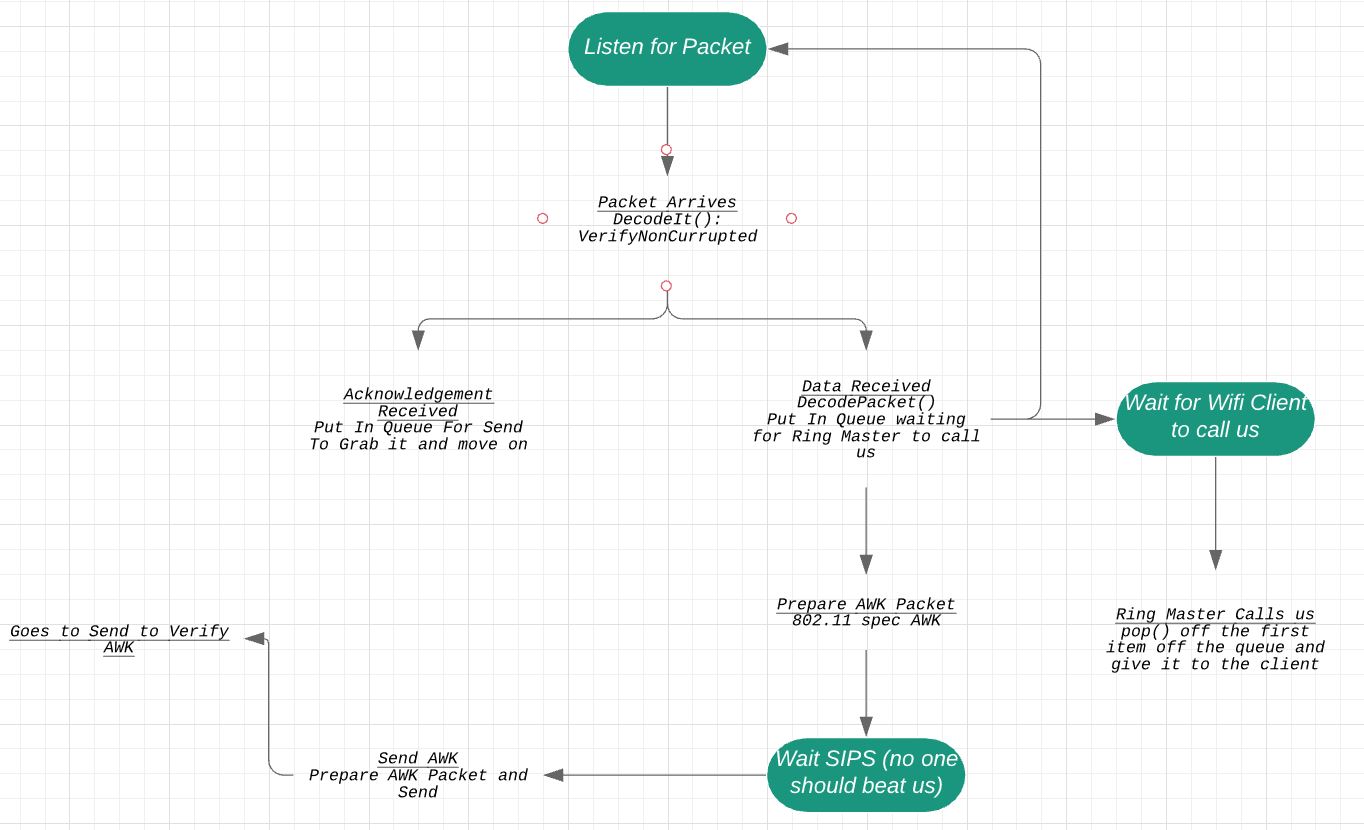 Listen for Packet
Packet Arrives
DecodeIt():
VerifyNonCurrupted
Acknowledgement
Received
Put In Queue For Send
To Grab it and move on
Data Received
DecodePacket()
Put In Queue waiting
for Ring Master to call
us
Wait for Wifi Client
to call us
Prepare AWK Packet
802.11 spec AWK
Ring Master Calls us
pop() off the first
item off the queue and
give it to the client
Goes to Send to Verify
AWK
Send AWK
Prepare AWK Packet and
Send
Wait SIPS (no one
should beat us)